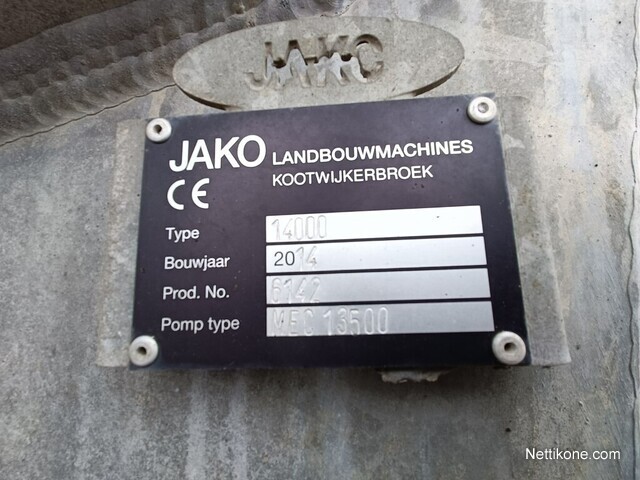 JAKO
JAKO LANDBOUWMACHINES
KOOTWIJKERBROEK
CE
Type 14000
Bouwjaar 2014
Prod. No. 6142
Pomp type MEC 13500
Nettikone.com